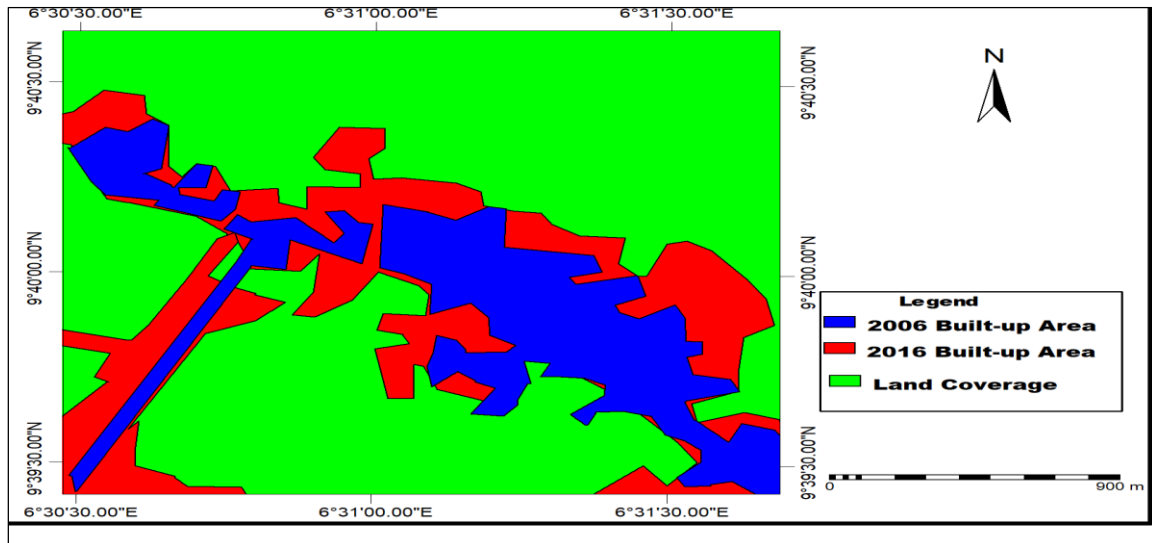 6°30'30.00"E 6°31'00.00"E 6°31'30.00"E
N
9°40'30.00"N 9°40'30.00"N
9°40'00.00"N 9°40'00.00"N
Legend
2006 Built-up Area
2016 Built-up Area
Land Coverage
9°39'30.00"N 9°39'30.00"N
0 900 m
6°30'30.00"E 6°31'00.00"E 6°31'30.00"E